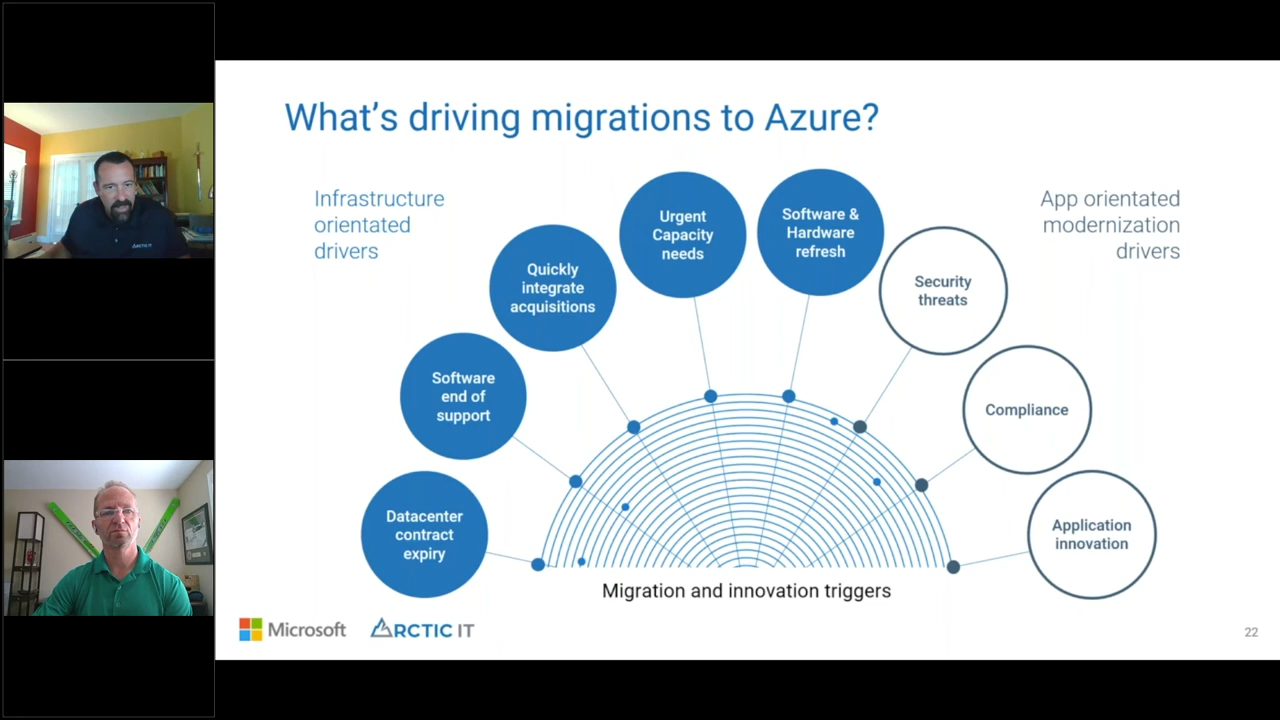 What's driving migrations to Azure?
Infrastructure
orientated
drivers
App orientated
modernization
drivers
Datacenter
contract
expiry
Software
end of
support
Quickly
integrate
acquisitions
Urgent
Capacity
needs
Software &
Hardware
refresh
Security
threats
Compliance
Application
innovation
Migration and innovation triggers
Microsoft
ARCTIC IT
22
ARCTIC IT